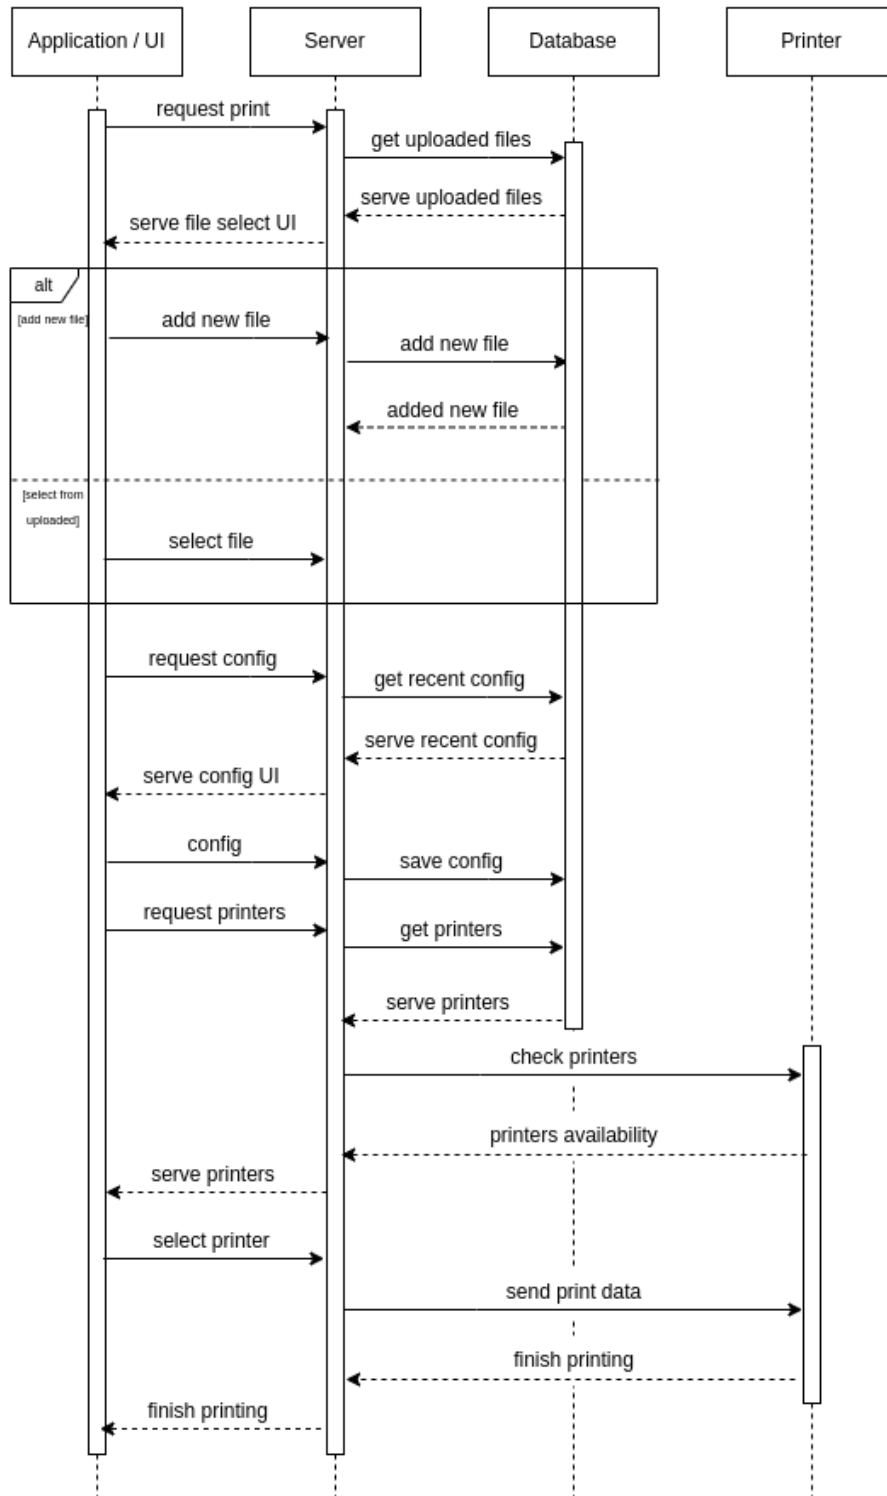 Application / UI
Server
Database
Printer
request print
get uploaded files
serve uploaded files
serve file select UI
alt
[add new file]
add new file
add new file
added new file
[select from
uploaded]
select file
request config
get recent config
serve recent config
serve config UI
config
save config
request printers
get printers
serve printers
check printers
printers availability
serve printers
select printer
send print data
finish printing
finish printing